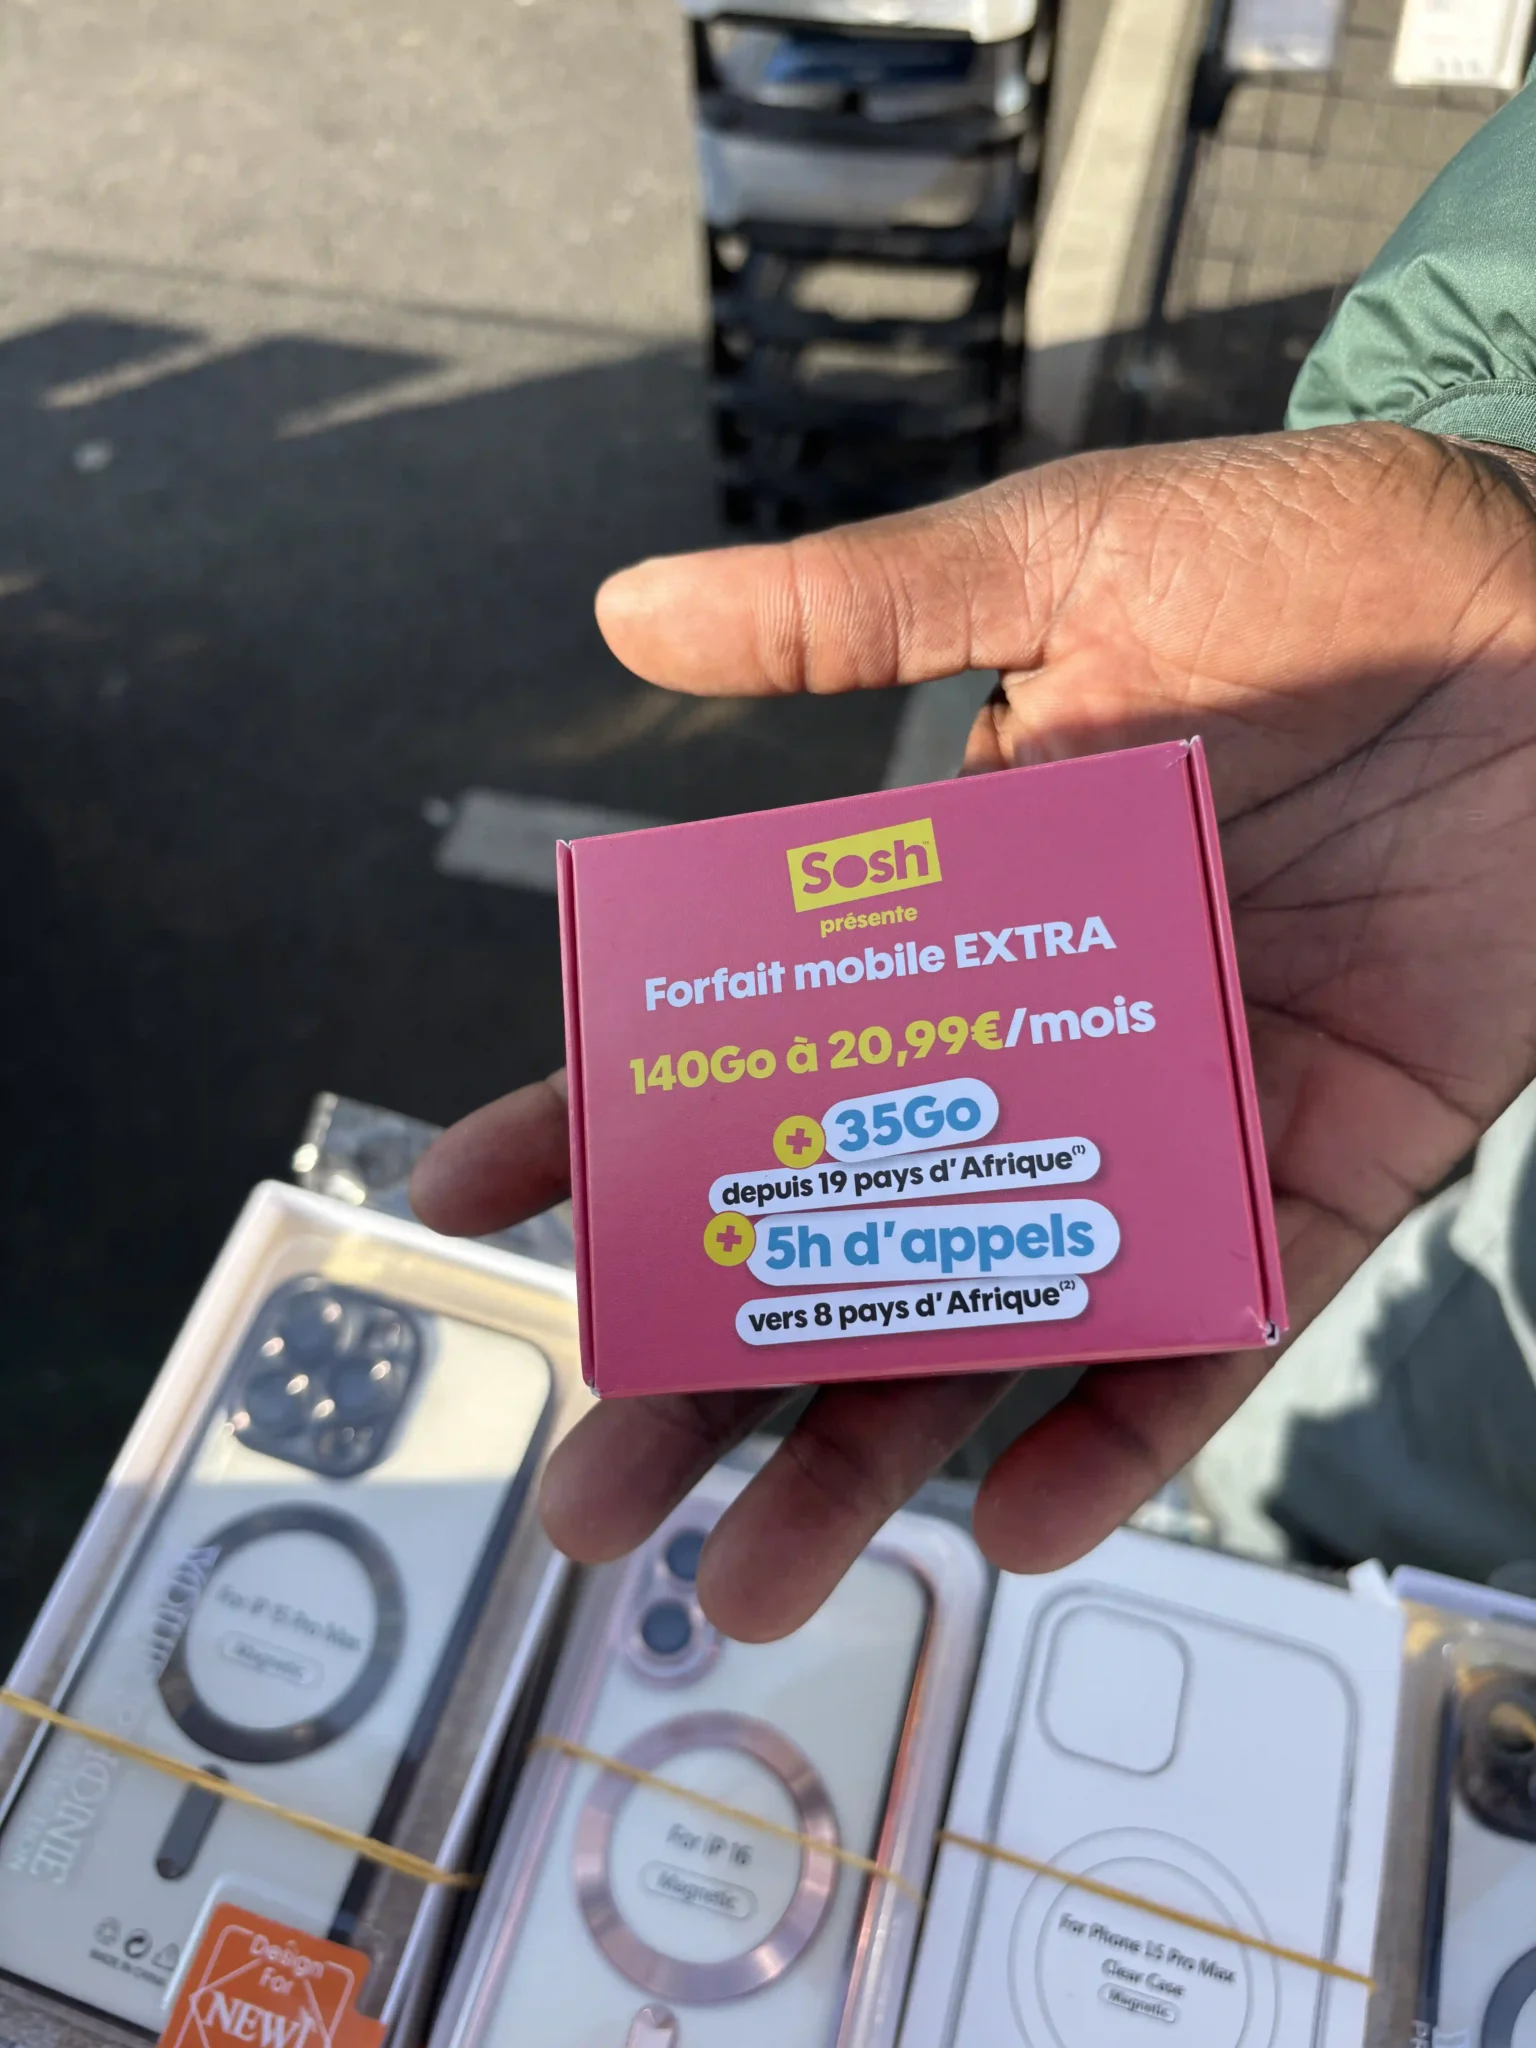 Sosh™
présente
Forfait mobile EXTRA
140Go à 20,99€/mois
+ 35Go
depuis 19 pays d'Afrique(1)
+ 5h d'appels
vers 8 pays d'Afrique(2)
For iP 15 Pro Max
Magnetic
For iP 16
Magnetic
For iPhone 15 Pro Max
Clear Case
Magnetic
Design
For
NEW!